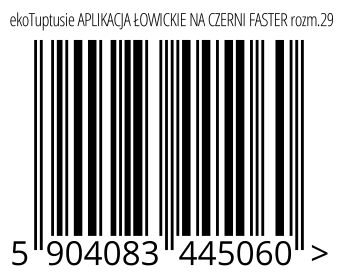 ekoTuptusie APLIKACJA ŁOWICKIE NA CZERNI FASTER rozm.29
5 904083 445060 >